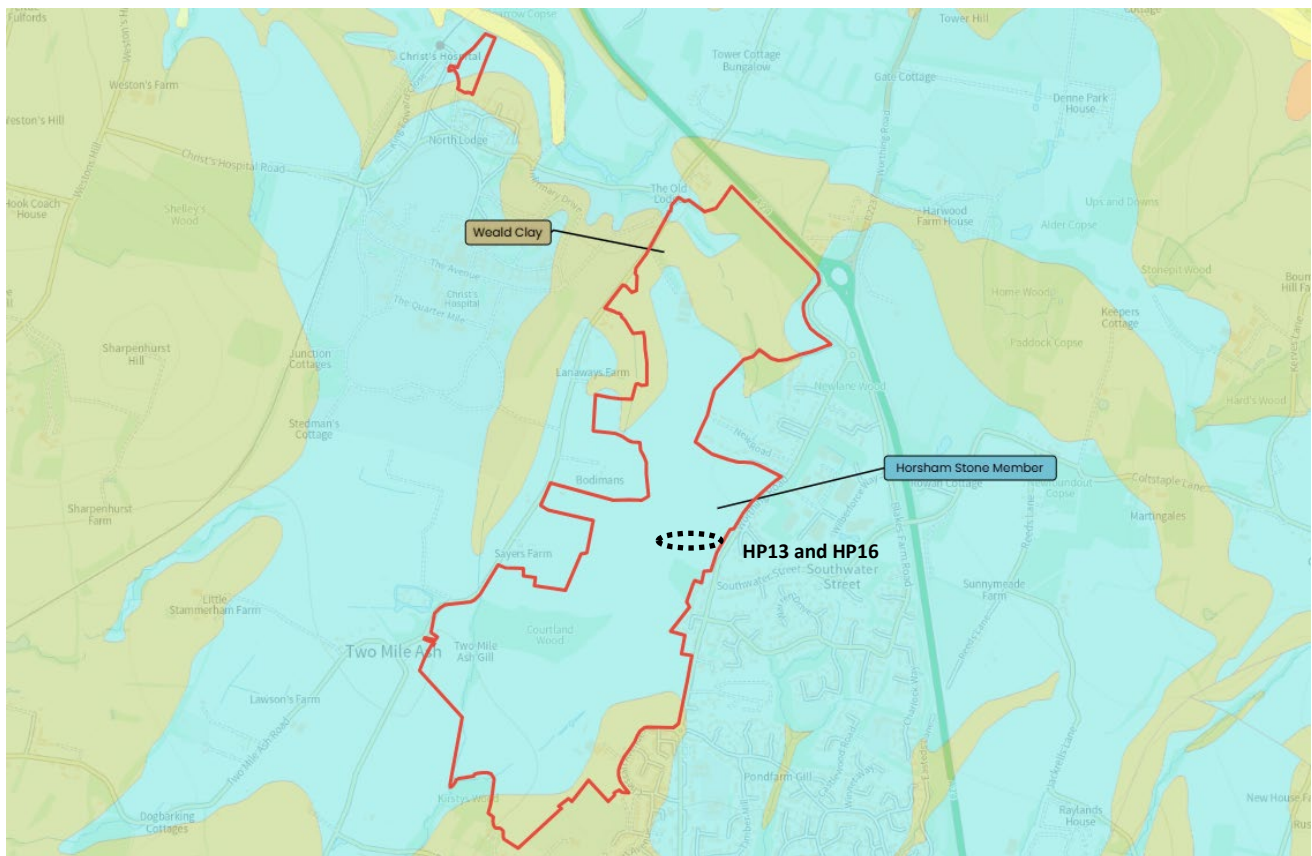 Fulfords
Weston's Farm
Weston's Hill
Christ's Hospital
Tower Cottage
Bungalow
Tower Hill
Cottage
Gate Cottage
Denne Park
House
Christ's Hospital Road
North Lodge
Hook Coach
House
Shelley's
Wood
The Old
Harwood
Farm House
Ups and Downs
Alder Copse
Weald Clay
Stonepit Wood
The Avenue
Christ's
Hospital
The Quarter Mile
Home Wood
Keepers
Cottage
Sharpenhurst
Hill
Junction
Cottages
Paddock Copse
Lanaways Farm
Newlane Wood
Hard's Wood
Stedman's
Cottage
New Road
Horsham Stone Member
Bodimans
Rowan Cottage
Coltstaple Lane
Copse
Martingales
Sharpenhurst
Farm
Sayers Farm
HP13 and HP16
Southwater Street
Southwater
Street
Sunnymeade
Farm
Little
Stammerham Farm
Courtland
Wood
Two Mile Ash
Two Mile
Ash Gill
Lawson's Farm
Two Mile Ash Road
Pondfarm Gill
Kirstys Wood
Dogbarking
Cottages
Raylands
House
New House